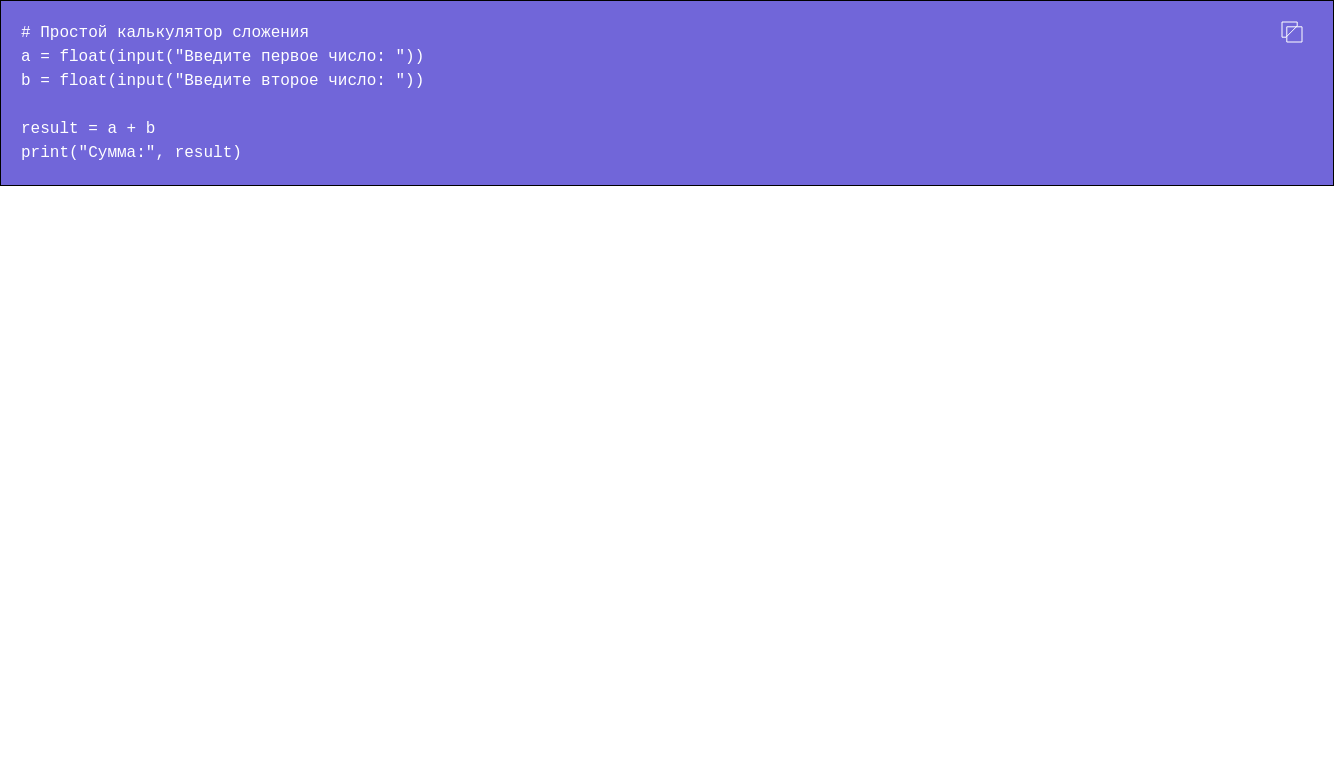 # Простой калькулятор сложения
a = float(input("Введите первое число: "))
b = float(input("Введите второе число: "))
result = a + b
print("Сумма:", result)